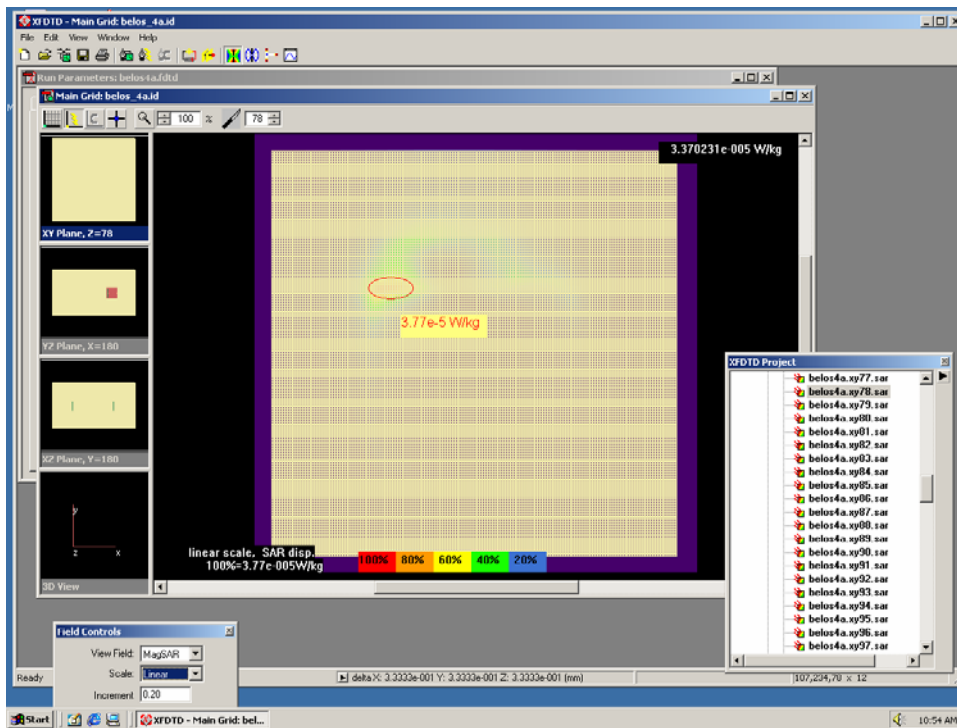 XFDTD - Main Grid: belos_4a.id
File Edit View Window Help
Run Parameters: belos4a.fdtd
Main Grid: belos_4a.id
100 % 78
3.370231e-005 W/kg
XY Plane, Z=78
YZ Plane, X=180
XZ Plane, Y=180
y
z x
3D View
3.77e-5 W/kg
linear scale, SAR disp.
100%=3.77e-005W/kg
100% 80% 60% 40% 20%
XFDTD Project
belos4a.xy77.sar
belos4a.xy78.sar
belos4a.xy79.sar
belos4a.xy80.sar
belos4a.xy81.sar
belos4a.xy82.sar
belos4a.xy83.sar
belos4a.xy84.sar
belos4a.xy85.sar
belos4a.xy86.sar
belos4a.xy87.sar
belos4a.xy88.sar
belos4a.xy89.sar
belos4a.xy90.sar
belos4a.xy91.sar
belos4a.xy92.sar
belos4a.xy93.sar
belos4a.xy94.sar
belos4a.xy95.sar
belos4a.xy96.sar
belos4a.xy97.sar
Field Controls
View Field: MagSAR
Scale: Linear
Increment 0.20
Ready
delta X: 3.3333e-001 Y: 3.3333e-001 Z: 3.3333e-001 (mm)
107,234,78 x 12
Start
XFDTD - Main Grid: bel...
10:54 AM